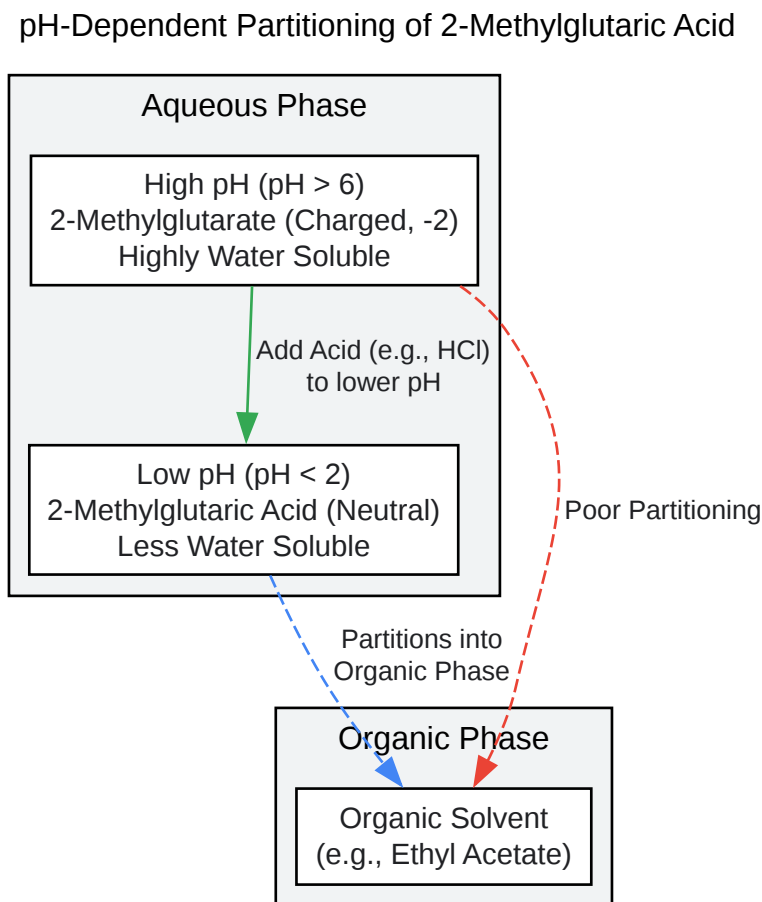 pH-Dependent Partitioning of 2-Methylglutaric Acid
Aqueous Phase
High pH (pH > 6)
2-Methylglutarate (Charged, -2)
Highly Water Soluble
Add Acid (e.g., HCl)
to lower pH
Low pH (pH < 2)
2-Methylglutaric Acid (Neutral)
Less Water Soluble
Poor Partitioning
Partitions into
Organic Phase
Organic Phase
Organic Solvent
(e.g., Ethyl Acetate)